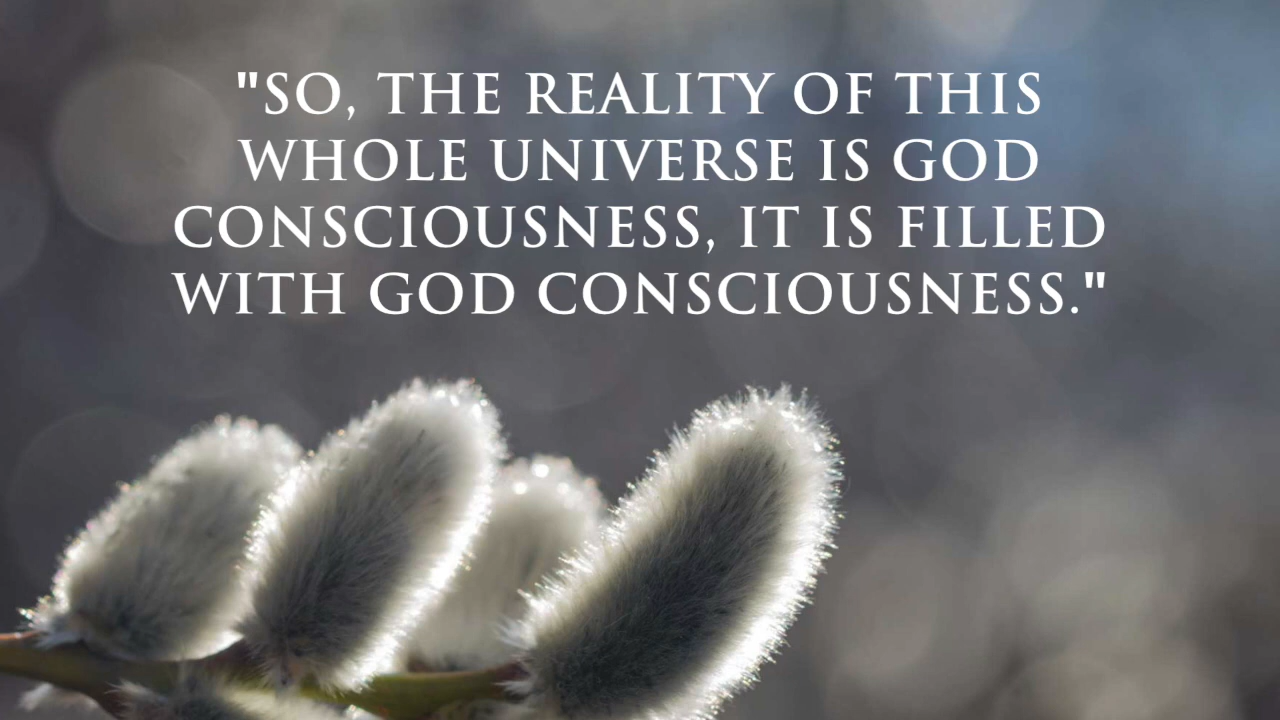 "SO, THE REALITY OF THIS
WHOLE UNIVERSE IS GOD
CONSCIOUSNESS, IT IS FILLED
WITH GOD CONSCIOUSNESS."